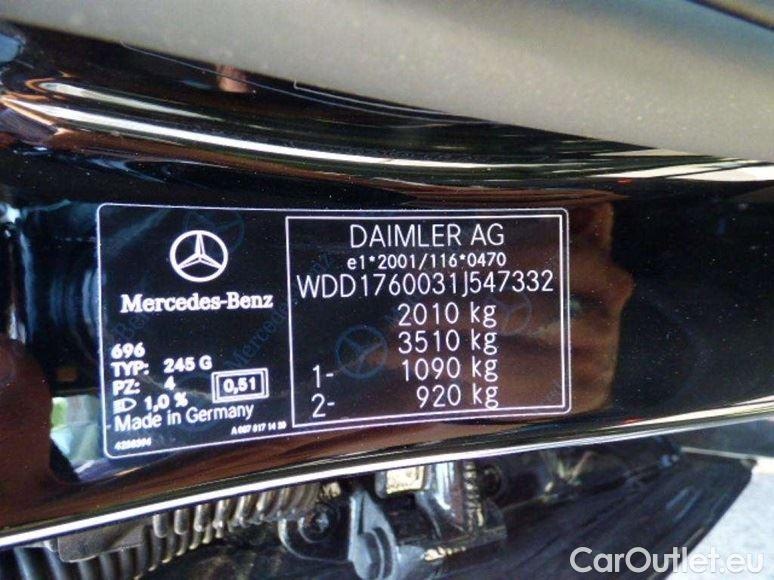 Mercedes-Benz
696
TYP: 245 G
PZ: 4
1,0 %
0,51
Made in Germany
DAIMLER AG
e1*2001/116*0470
WDD1760031J547332
2010 kg
3510 kg
1- 1090 kg
2- 920 kg
CarOutlet.eu